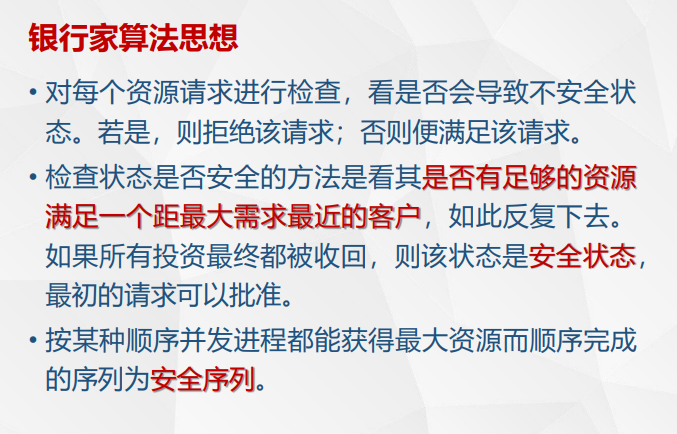 银行家算法思想
• 对每个资源请求进行检查，看是否会导致不安全状
态。若是，则拒绝该请求；否则便满足该请求。
• 检查状态是否安全的方法是看其是否有足够的资源
满足一个距最大需求最近的客户，如此反复下去。
如果所有投资最终都被收回，则该状态是安全状态，
最初的请求可以批准。
• 按某种顺序并发进程都能获得最大资源而顺序完成
的序列为安全序列。